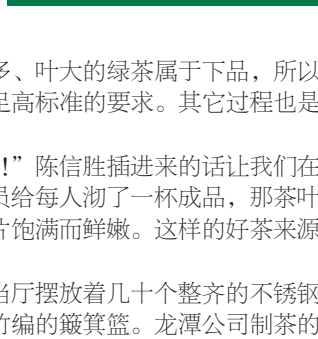 多、叶大的绿茶属于下品，所以
足高标准的要求。其它过程也是
！”陈信胜插进来的话让我们在
员给每人沏了一杯成品，那茶叶
片饱满而鲜嫩。这样的好茶来源
当厅摆放着几十个整齐的不锈钢
竹编的簸箕篮。龙潭公司制茶的